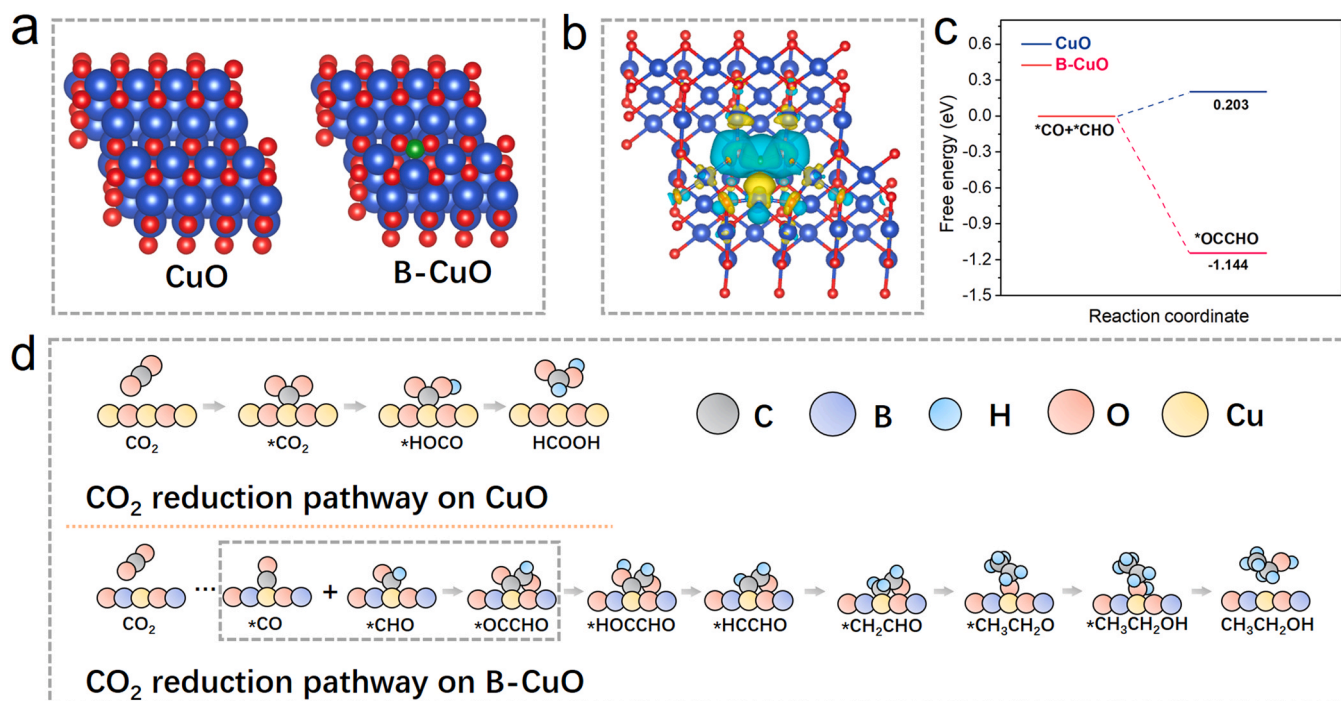 a
CuO
B-CuO
b
c
Free energy (eV)
0.6
0.3
0.0
-0.3
-0.6
-0.9
-1.2
-1.5
CuO
B-CuO
*CO+*CHO
0.203
*OCCHO
-1.144
Reaction coordinate
d
CO₂
*CO₂
*HOCO
HCOOH
C
B
H
O
Cu
CO₂ reduction pathway on CuO
CO₂
...
*CO
+
*CHO
*OCCHO
*HOCCHO
*HCCHO
*CH₂CHO
*CH₃CH₂O
*CH₃CH₂OH
CH₃CH₂OH
CO₂ reduction pathway on B-CuO